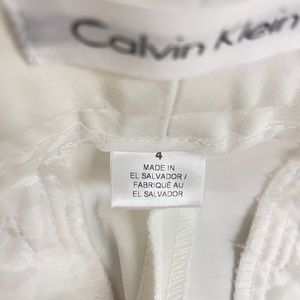 Calvin Klein
4
MADE IN
EL SALVADOR /
FABRIQUÉ AU
EL SALVADOR